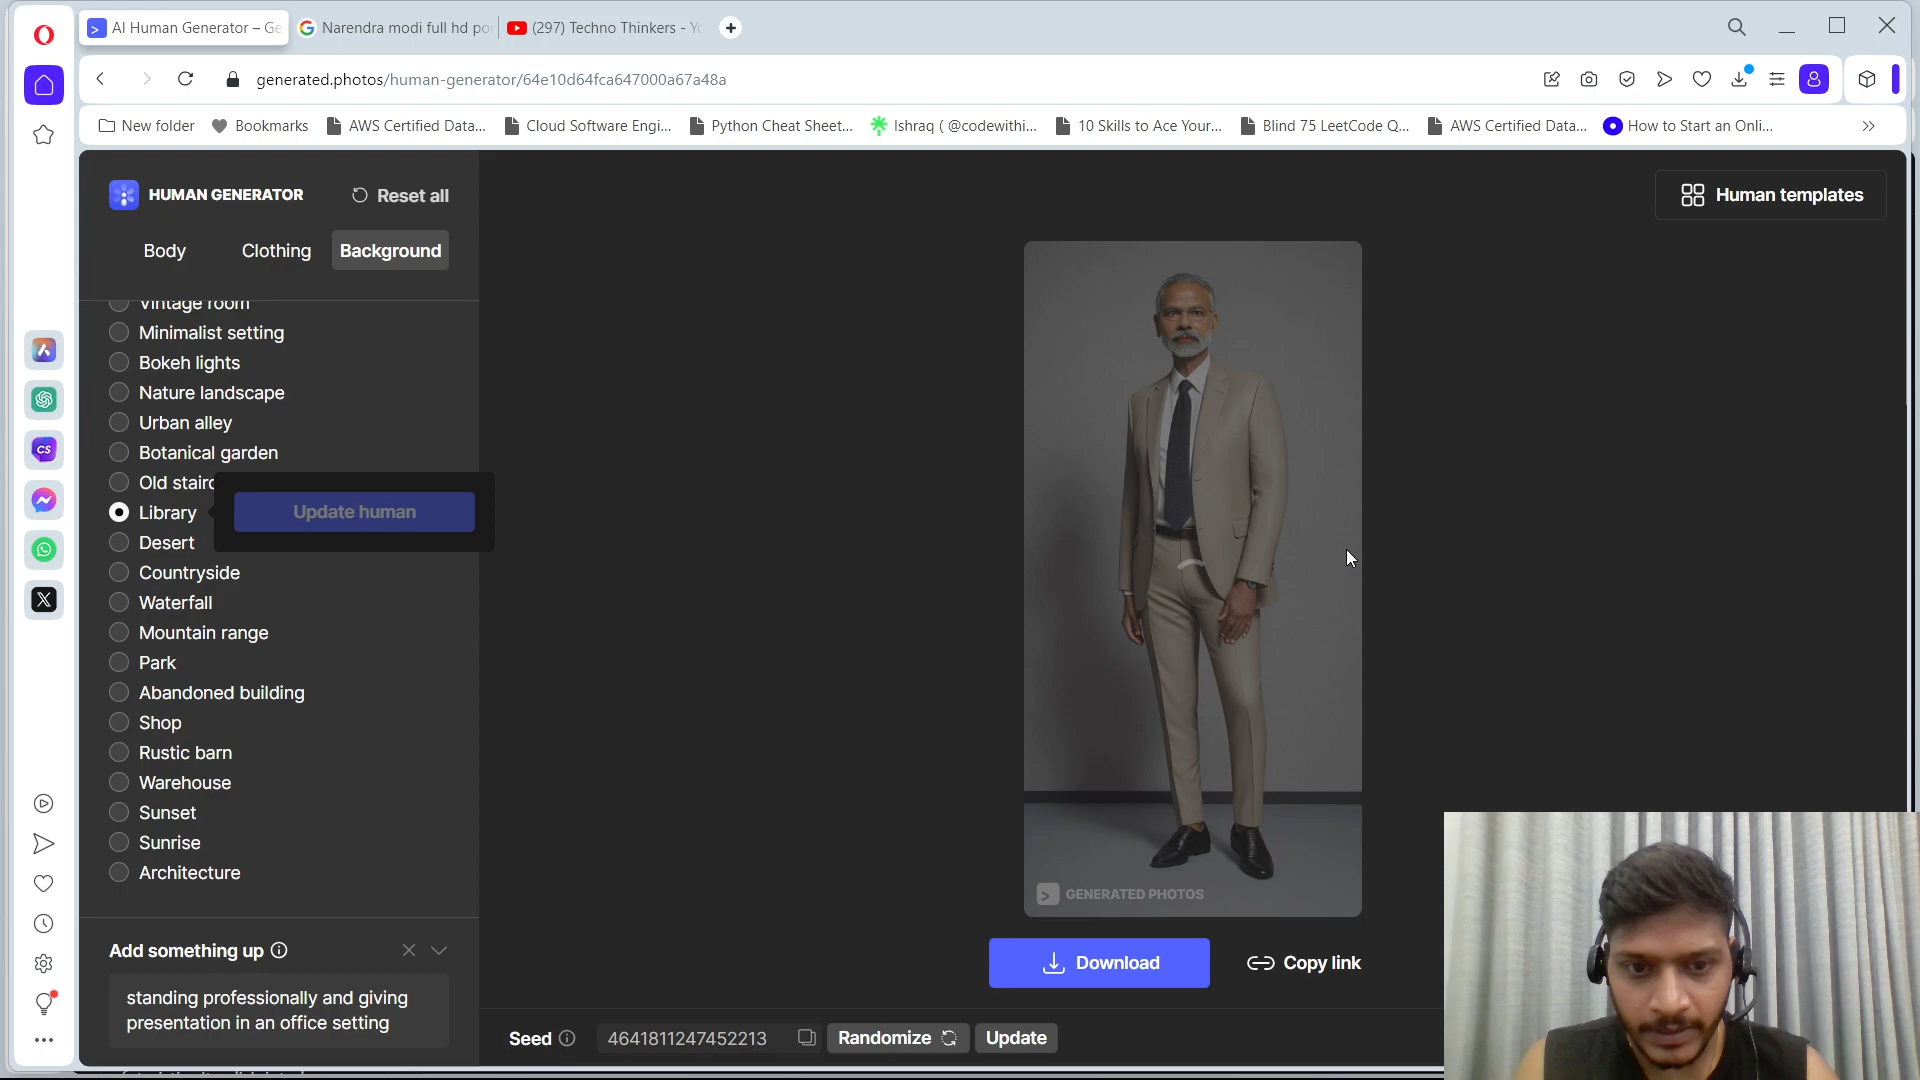 AI Human Generator – Ge
Narendra modi full hd po
(297) Techno Thinkers - Yo
generated.photos/human-generator/64e10d64fca647000a67a48a
New folder
Bookmarks
AWS Certified Data...
Cloud Software Engi...
Python Cheat Sheet...
Ishraq ( @codewithi...
10 Skills to Ace Your...
Blind 75 LeetCode Q...
AWS Certified Data...
How to Start an Onli...
HUMAN GENERATOR
Reset all
Human templates
Body
Clothing
Background
Vintage room
Minimalist setting
Bokeh lights
Nature landscape
Urban alley
Botanical garden
Old stairc
Library
Update human
Desert
Countryside
Waterfall
Mountain range
Park
Abandoned building
Shop
Rustic barn
Warehouse
Sunset
Sunrise
Architecture
CS
GENERATED PHOTOS
Add something up
standing professionally and giving
presentation in an office setting
Download
Copy link
Seed
4641811247452213
Randomize
Update